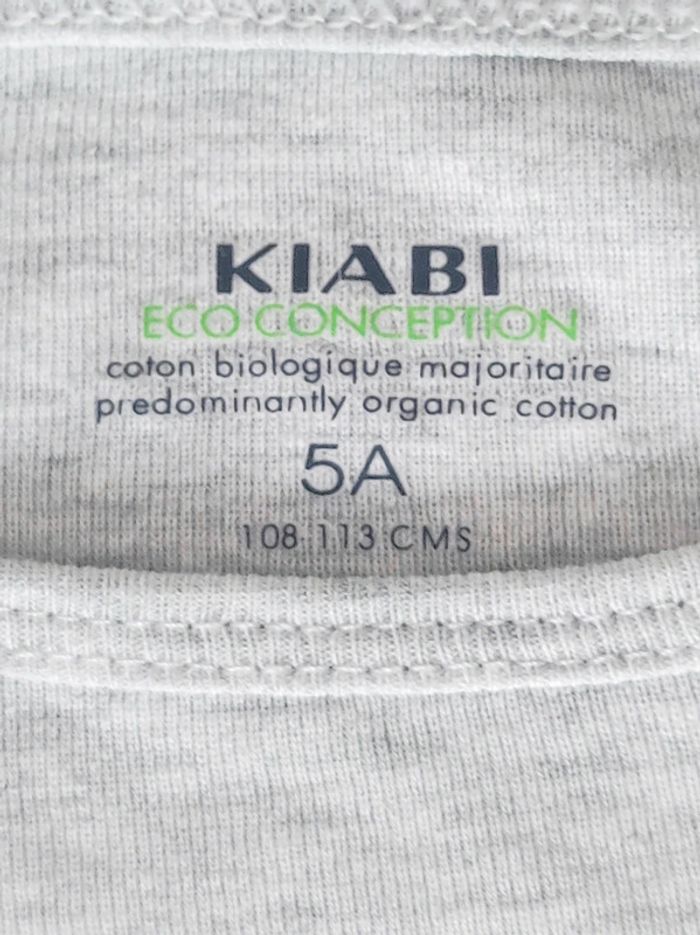 KIABI
ECO CONCEPTION
coton biologique majoritaire
predominantly organic cotton
5A
108-113 CMS